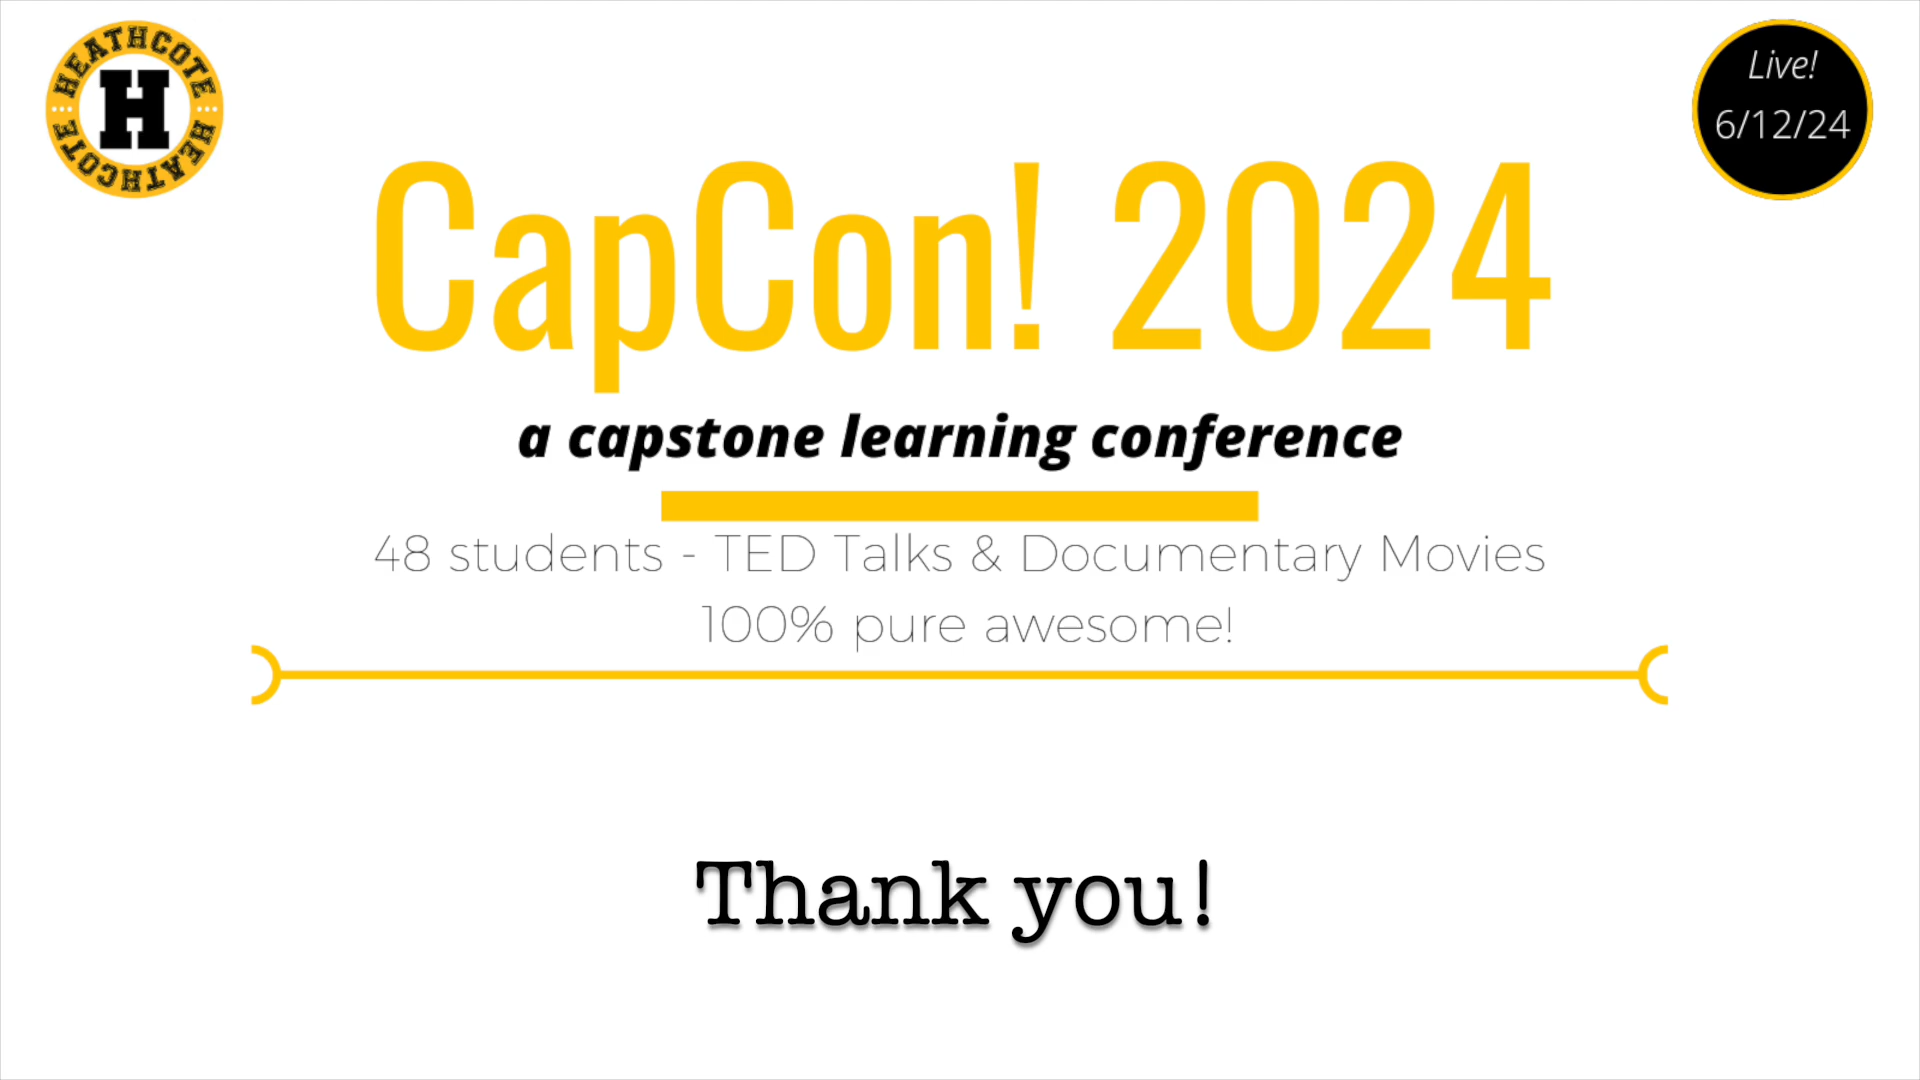 HEATHCOTE
H
HEATHCOTE
Live!
6/12/24
CapCon! 2024
a capstone learning conference
48 students - TED Talks & Documentary Movies
100% pure awesome!
Thank you!